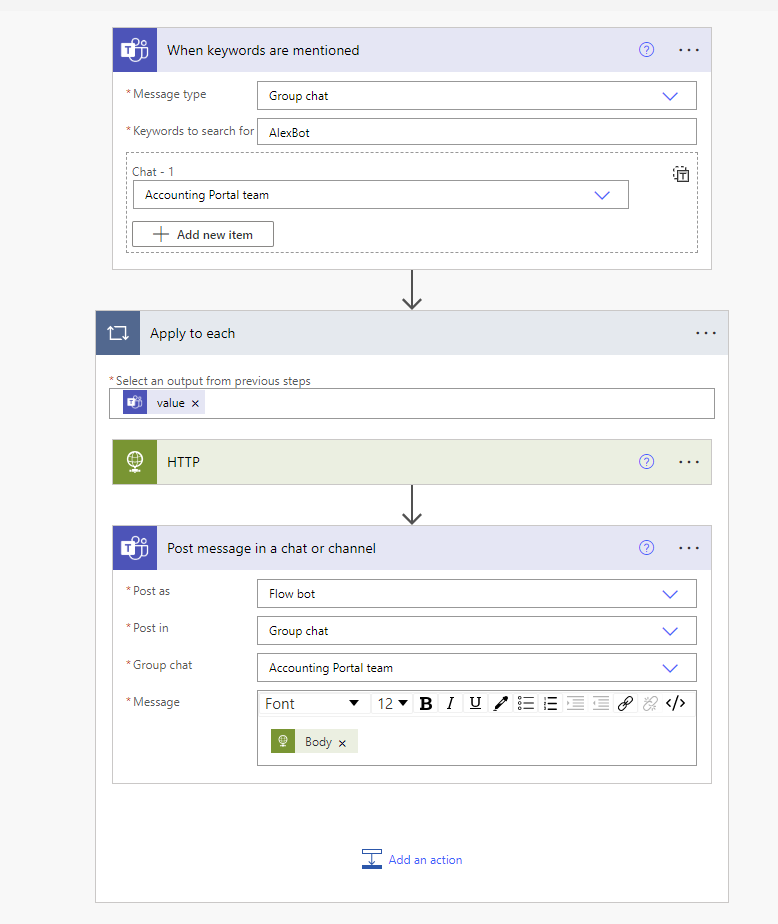 When keywords are mentioned
* Message type
Group chat
* Keywords to search for
AlexBot
Chat - 1
Accounting Portal team
Add new item
Apply to each
* Select an output from previous steps
value ×
HTTP
Post message in a chat or channel
* Post as
Flow bot
* Post in
Group chat
* Group chat
Accounting Portal team
* Message
Font 12 B I U </>
Body ×
Add an action